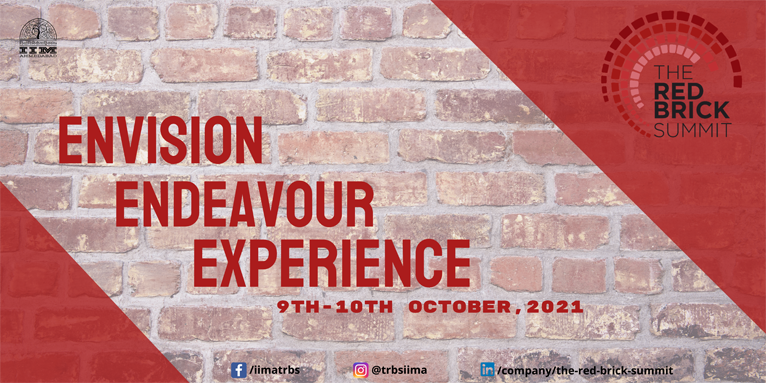 IIM
AHMEDABAD
THE
RED
BRICK
SUMMIT
ENVISION
ENDEAVOUR
EXPERIENCE
9TH-10TH OCTOBER,2021
/iimatrbs
@trbsiima
/company/the-red-brick-summit